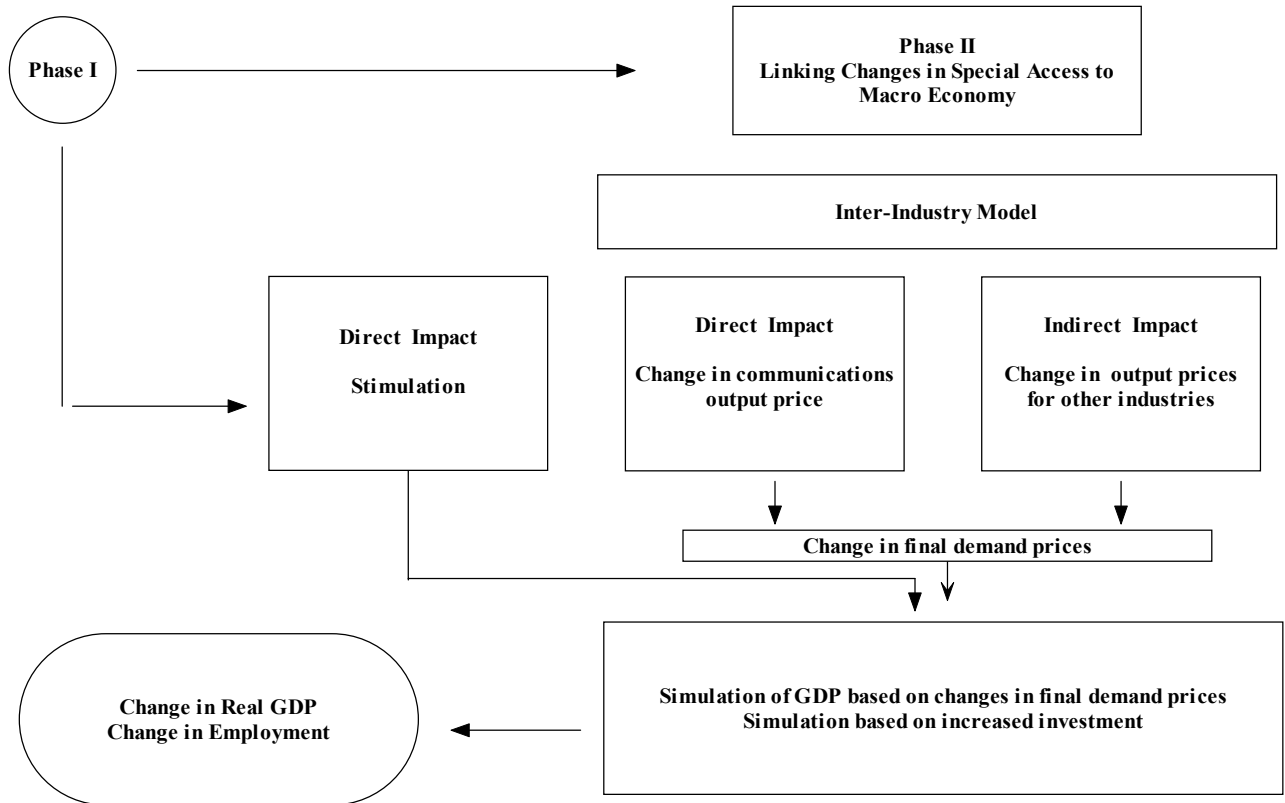 Phase I
Phase II
Linking Changes in Special Access to
Macro Economy
Inter-Industry Model
Direct Impact
Stimulation
Direct Impact
Change in communications
output price
Indirect Impact
Change in output prices
for other industries
Change in final demand prices
Simulation of GDP based on changes in final demand prices
Simulation based on increased investment
Change in Real GDP
Change in Employment